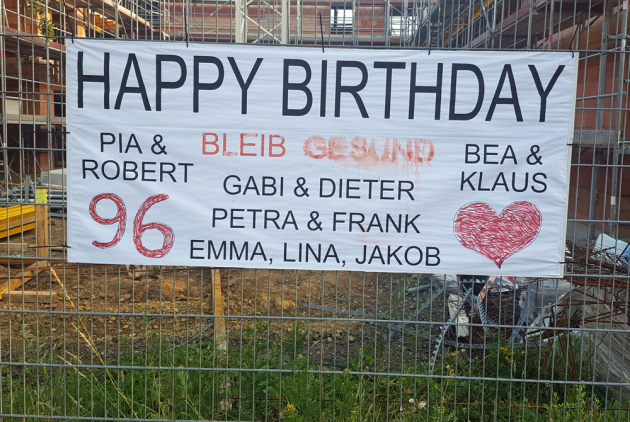 HAPPY BIRTHDAY
PIA &
ROBERT
96
BLEIB GESUND
GABI & DIETER
PETRA & FRANK
EMMA, LINA, JAKOB
BEA &
KLAUS